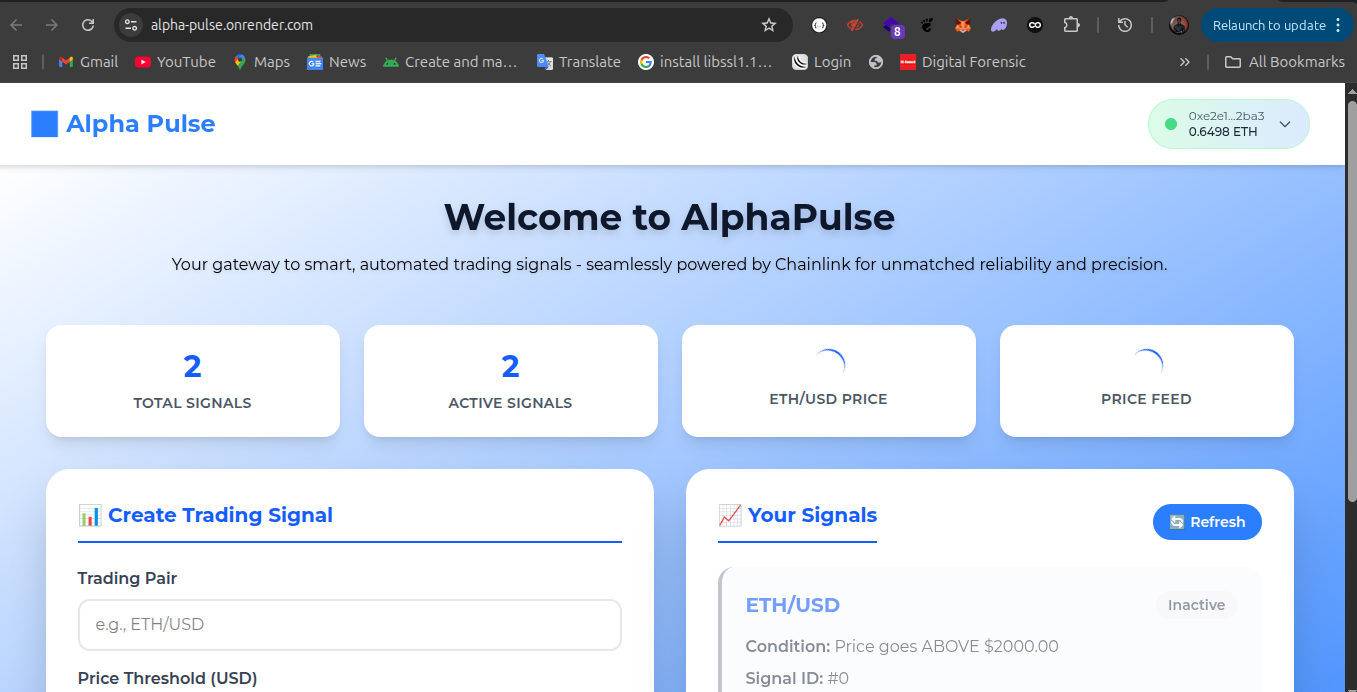 alpha-pulse.onrender.com
8
Relaunch to update
Gmail YouTube Maps News Create and ma... Translate install libssl1.1... Login Digital Forensic » All Bookmarks
Alpha Pulse
0xe2e1...2ba3
0.6498 ETH
Welcome to AlphaPulse
Your gateway to smart, automated trading signals - seamlessly powered by Chainlink for unmatched reliability and precision.
2
TOTAL SIGNALS
2
ACTIVE SIGNALS
ETH/USD PRICE
PRICE FEED
Create Trading Signal
Trading Pair
e.g., ETH/USD
Price Threshold (USD)
Your Signals
Refresh
ETH/USD
Inactive
Condition: Price goes ABOVE $2000.00
Signal ID: #0